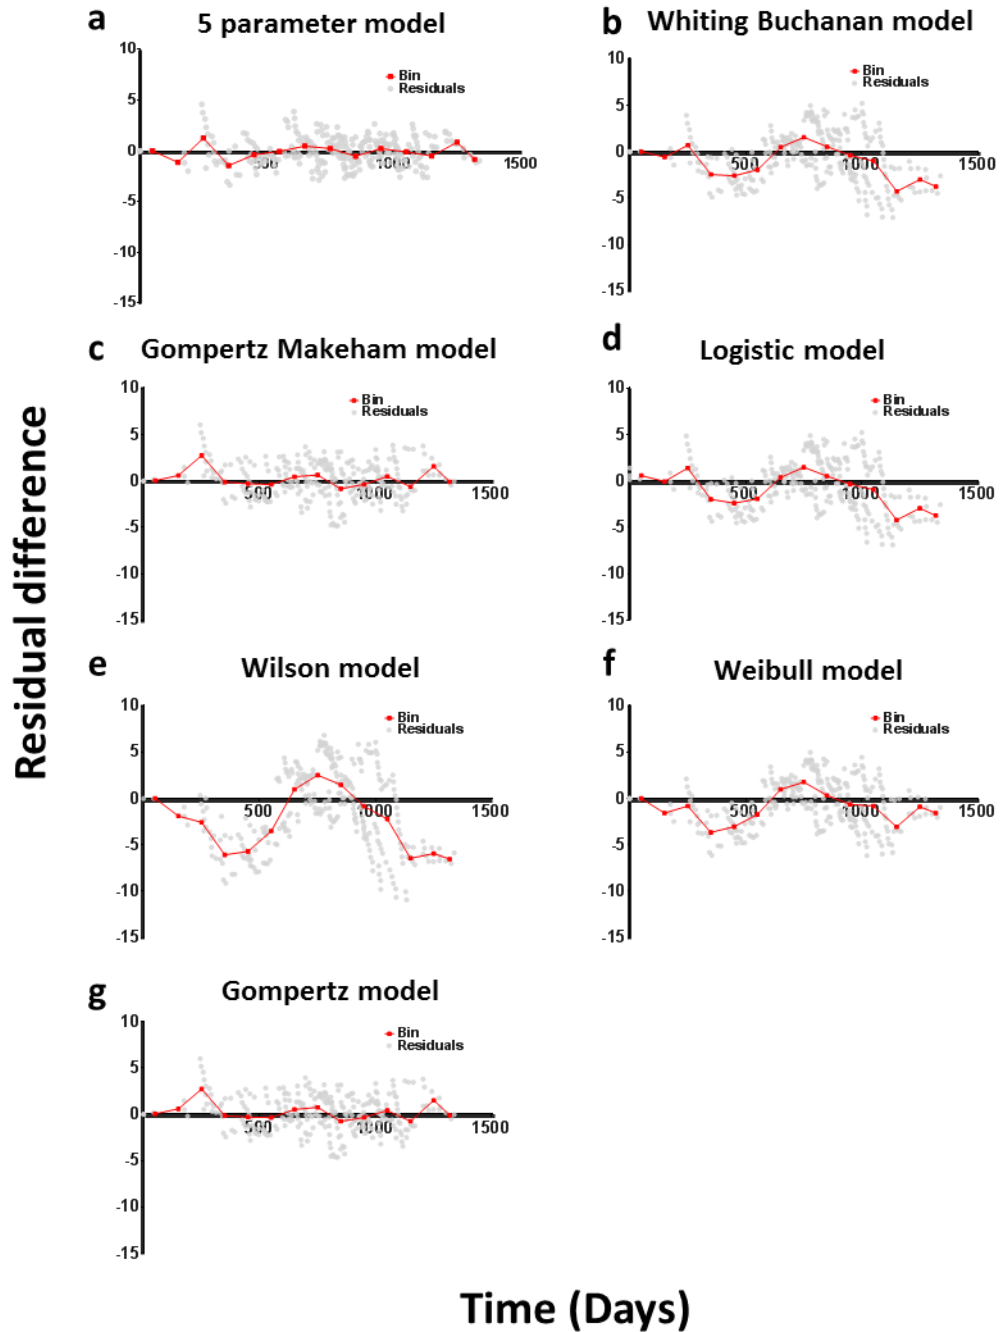 a
5 parameter model
10
5
0
-5
-10
-15
500
1000
1500
Bin
Residuals
b
Whiting Buchanan model
10
5
0
-5
-10
-15
500
1000
1500
Bin
Residuals
c
Gompertz Makeham model
10
5
0
-5
-10
-15
500
1000
1500
Bin
Residuals
d
Logistic model
10
5
0
-5
-10
-15
500
1000
1500
Bin
Residuals
e
Wilson model
10
5
0
-5
-10
-15
500
1000
1500
Bin
Residuals
f
Weibull model
10
5
0
-5
-10
-15
500
1000
1500
Bin
Residuals
g
Gompertz model
10
5
0
-5
-10
-15
500
1000
1500
Bin
Residuals
Residual difference
Time (Days)